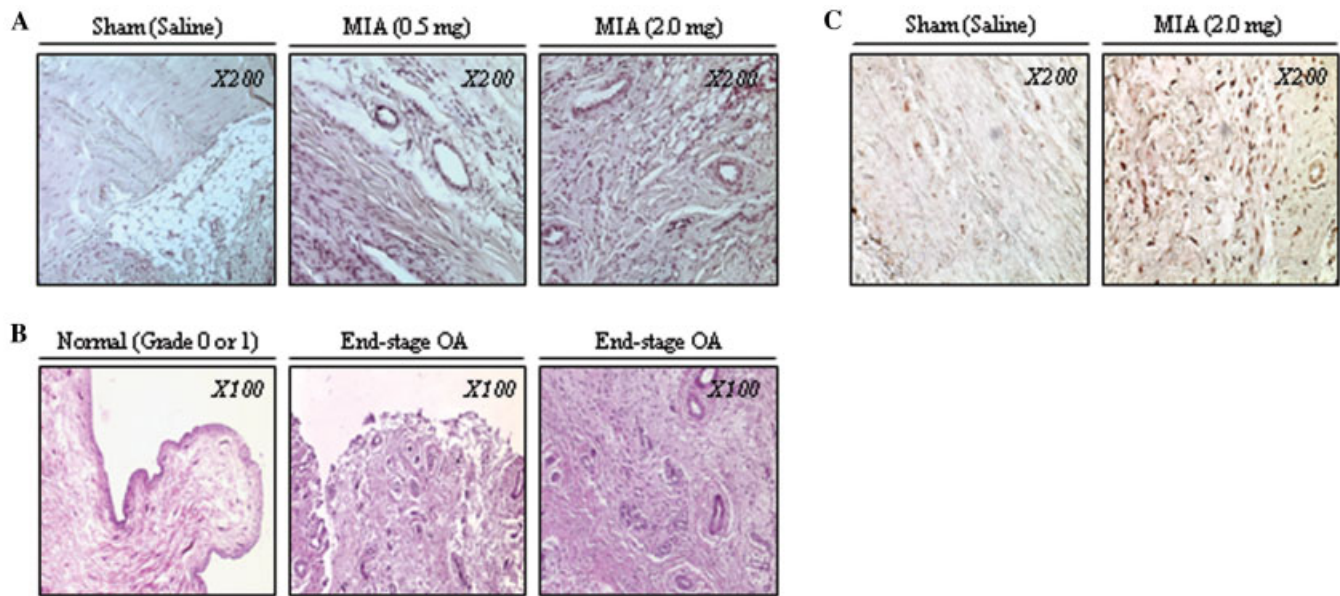 A
Sham (Saline)
MIA (0.5 mg)
MIA (2.0 mg)
X200
X200
X200
B
Normal (Grade 0 or 1)
End-stage OA
End-stage OA
X100
X100
X100
C
Sham (Saline)
MIA (2.0 mg)
X200
X200